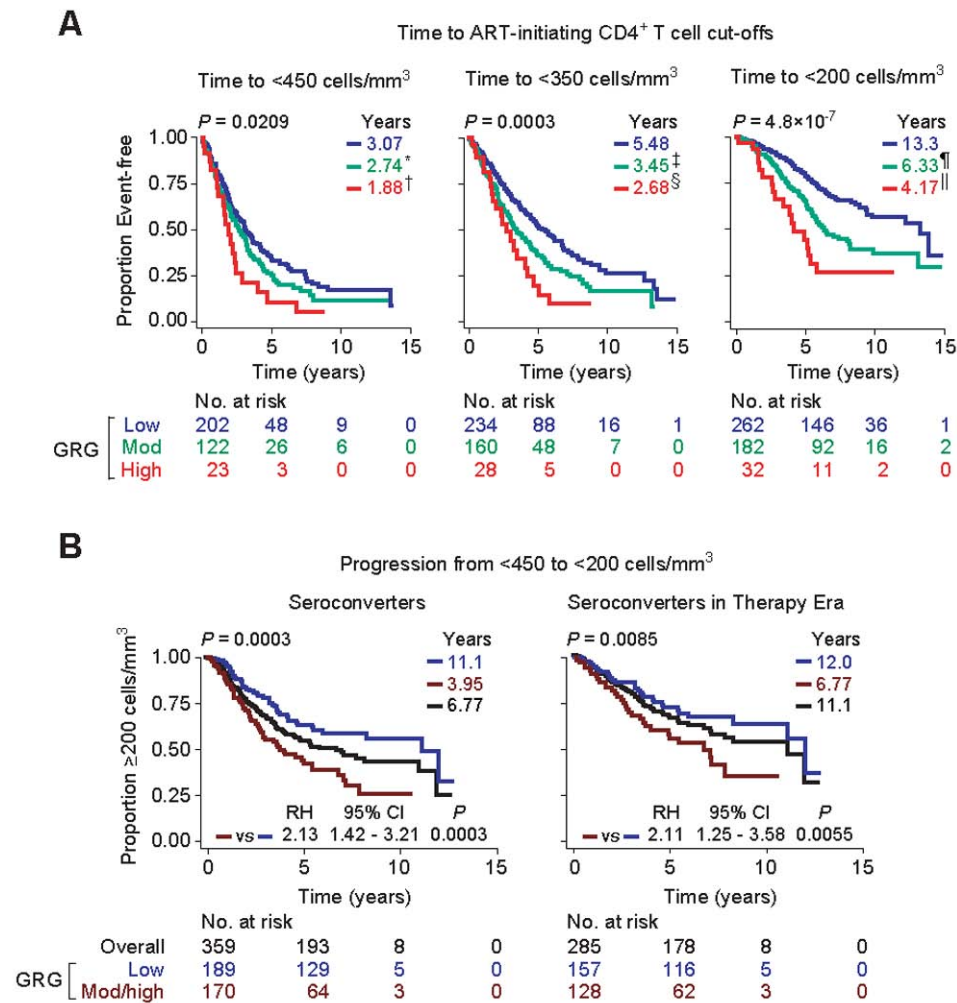 A
Time to ART-initiating CD4⁺ T cell cut-offs
Time to <450 cells/mm³
Time to <350 cells/mm³
Time to <200 cells/mm³
P = 0.0209
Years
3.07
2.74*
1.88†
P = 0.0003
Years
5.48
3.45‡
2.68§
P = 4.8×10⁻⁷
Years
13.3
6.33¶
4.17||
Proportion Event-free
1.00
0.75
0.50
0.25
0.00
0 5 10 15
0 5 10 15
0 5 10 15
Time (years)
Time (years)
Time (years)
No. at risk
No. at risk
No. at risk
GRG
Low 202 48 9 0 234 88 16 1 262 146 36 1
Mod 122 26 6 0 160 48 7 0 182 92 16 2
High 23 3 0 0 28 5 0 0 32 11 2 0
B
Progression from <450 to <200 cells/mm³
Seroconverters
Seroconverters in Therapy Era
P = 0.0003
Years
11.1
3.95
6.77
P = 0.0085
Years
12.0
6.77
11.1
Proportion ≥200 cells/mm³
1.00
0.75
0.50
0.25
0.00
RH 95% CI P
vs 2.13 1.42 - 3.21 0.0003
RH 95% CI P
vs 2.11 1.25 - 3.58 0.0055
0 5 10 15
0 5 10 15
Time (years)
Time (years)
No. at risk
No. at risk
Overall 359 193 8 0 285 178 8 0
GRG
Low 189 129 5 0 157 116 5 0
Mod/high 170 64 3 0 128 62 3 0